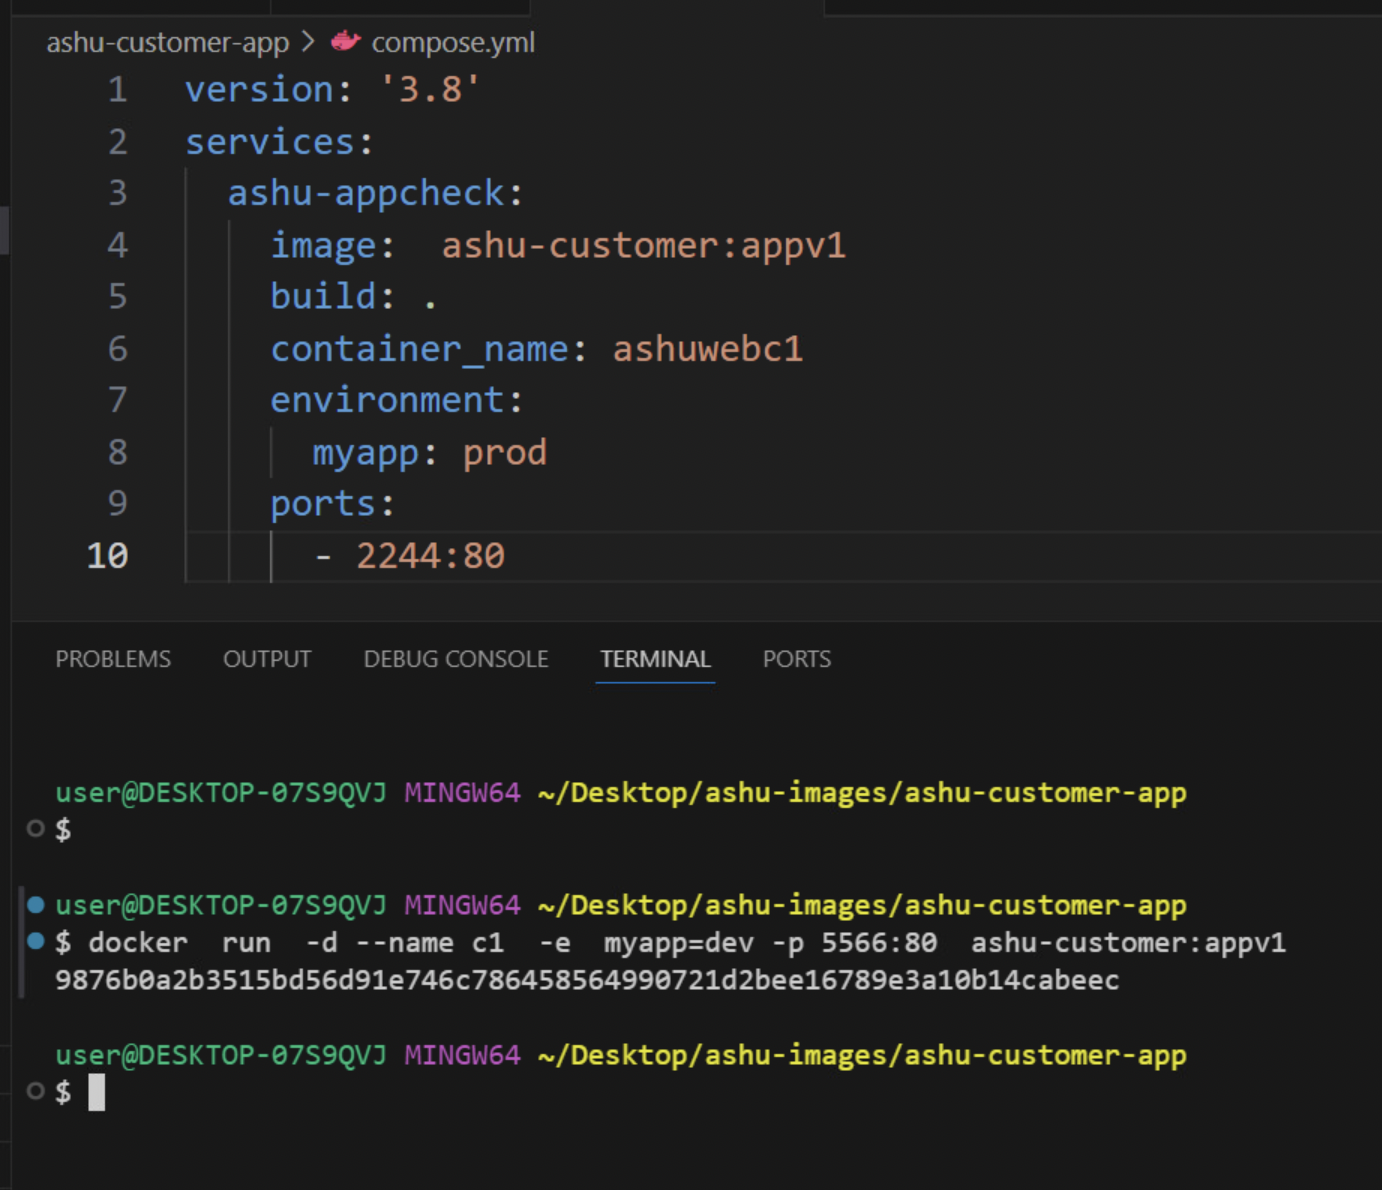 ashu-customer-app > compose.yml
1 version: '3.8'
2 services:
3 ashu-appcheck:
4 image:  ashu-customer:appv1
5 build: .
6 container_name: ashuwebc1
7 environment:
8 myapp: prod
9 ports:
10 - 2244:80
PROBLEMS OUTPUT DEBUG CONSOLE TERMINAL PORTS
user@DESKTOP-07S9QVJ MINGW64 ~/Desktop/ashu-images/ashu-customer-app
$
user@DESKTOP-07S9QVJ MINGW64 ~/Desktop/ashu-images/ashu-customer-app
$ docker  run  -d --name c1  -e  myapp=dev -p 5566:80  ashu-customer:appv1
9876b0a2b3515bd56d91e746c786458564990721d2bee16789e3a10b14cabeec
user@DESKTOP-07S9QVJ MINGW64 ~/Desktop/ashu-images/ashu-customer-app
$